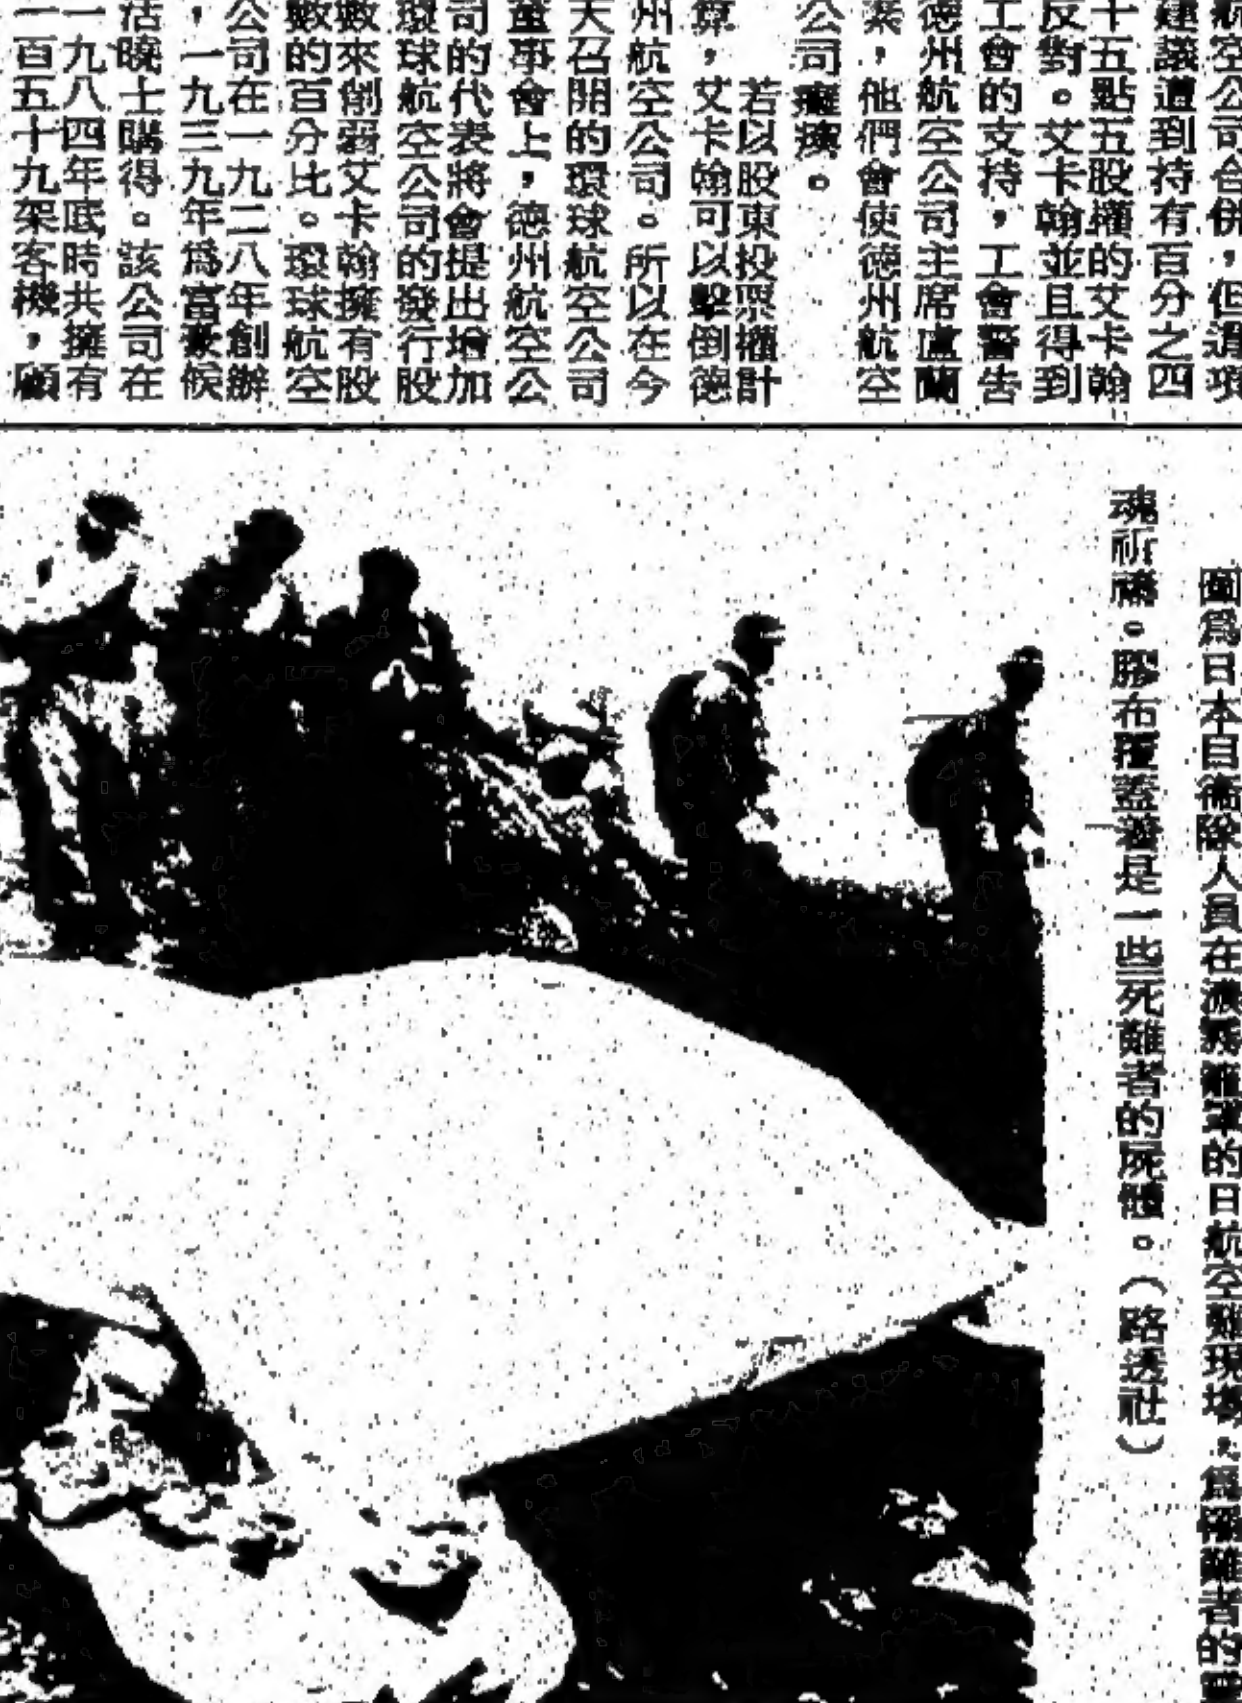 航空公司合併，但這項
建議遭到持有百分之四
十五點五股權的艾卡翰
反對。艾卡翰並且得到
工會的支持，工會警告
德州航空公司主席盧蘭
素，他們會使德州航空
公司癱瘓。
若以股東投票權計
算，艾卡翰可以擊倒德
州航空公司。所以在今
天召開的環球航空公司
董事會上，德州航空公
司的代表將會提出增加
環球航空公司的發行股
數來削弱艾卡翰擁有股
數的百分比。環球航空
公司在一九二八年創辦
，一九三九年爲富豪候
活曉士購得。該公司在
一九八四年底時共擁有
一百五十九架客機，顧
圖爲日本自衛隊人員在濃霧籠罩的日航空難現場，爲罹難者的
魂祈禱。膠布覆蓋着是一些死難者的屍體。（路透社）